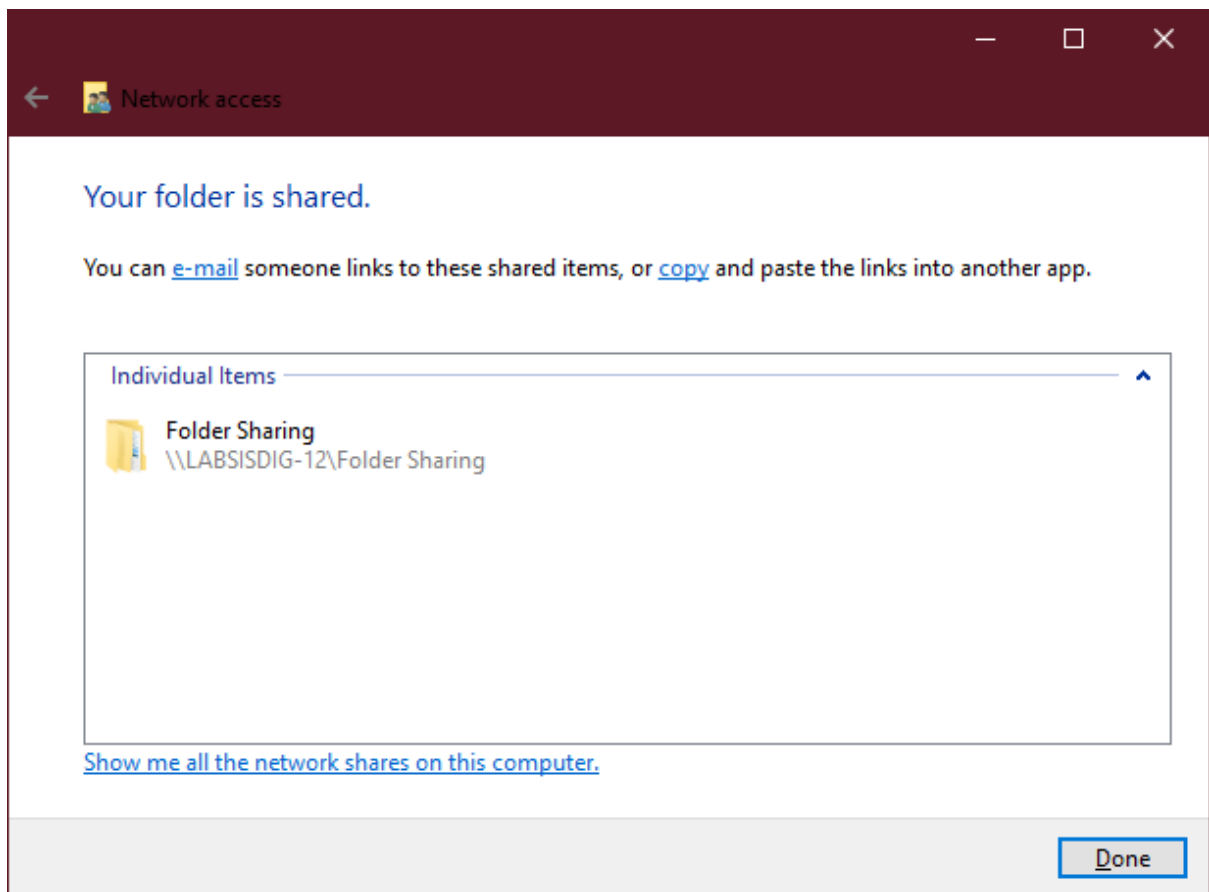 Network access
Your folder is shared.
You can e-mail someone links to these shared items, or copy and paste the links into another app.
Individual Items
Folder Sharing
\\LABSISDIG-12\Folder Sharing
Show me all the network shares on this computer.
Done